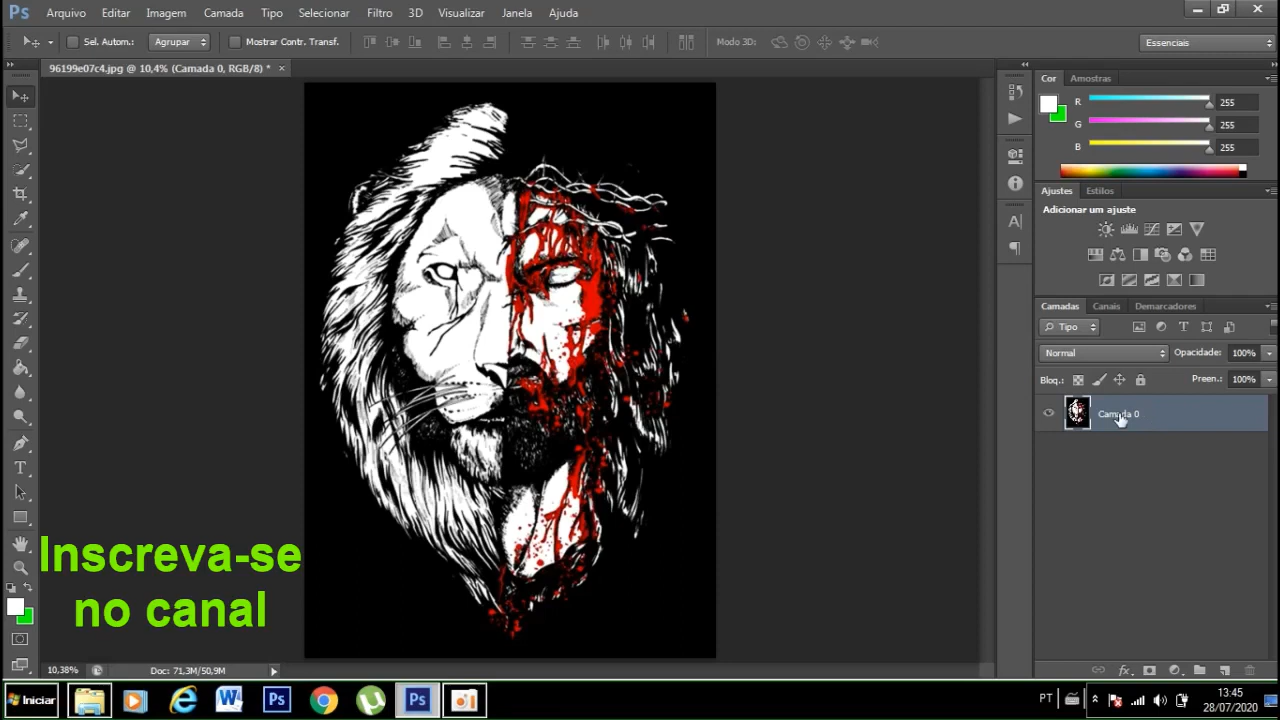 Ps Arquivo Editar Imagem Camada Tipo Selecionar Filtro 3D Visualizar Janela Ajuda
Sel. Autom.: Agrupar Mostrar Contr. Transf. Modo 3D: Essenciais
96199e07c4.jpg @ 10,4% (Camada 0, RGB/8) * ×
Cor Amostras
R 255
G 255
B 255
Ajustes Estilos
Adicionar um ajuste
Camadas Canais Demarcadores
Tipo
Normal Opacidade: 100%
Bloq.: Preen.: 100%
Camada 0
Inscreva-se
no canal
10,38% Doc: 71,3M/50,9M
Iniciar W Ps µ Ps PT 13:45
28/07/2020